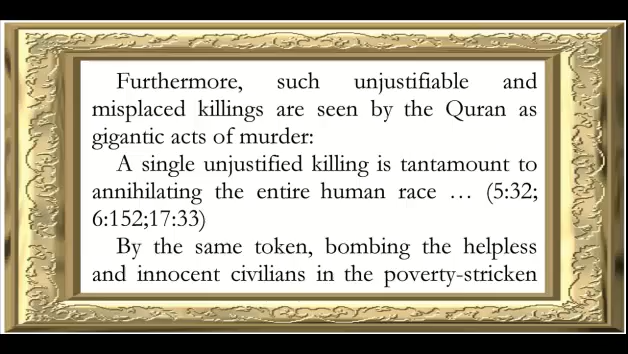 Furthermore, such unjustifiable and
misplaced killings are seen by the Quran as
gigantic acts of murder:
A single unjustified killing is tantamount to
annihilating the entire human race … (5:32;
6:152;17:33)
By the same token, bombing the helpless
and innocent civilians in the poverty-stricken